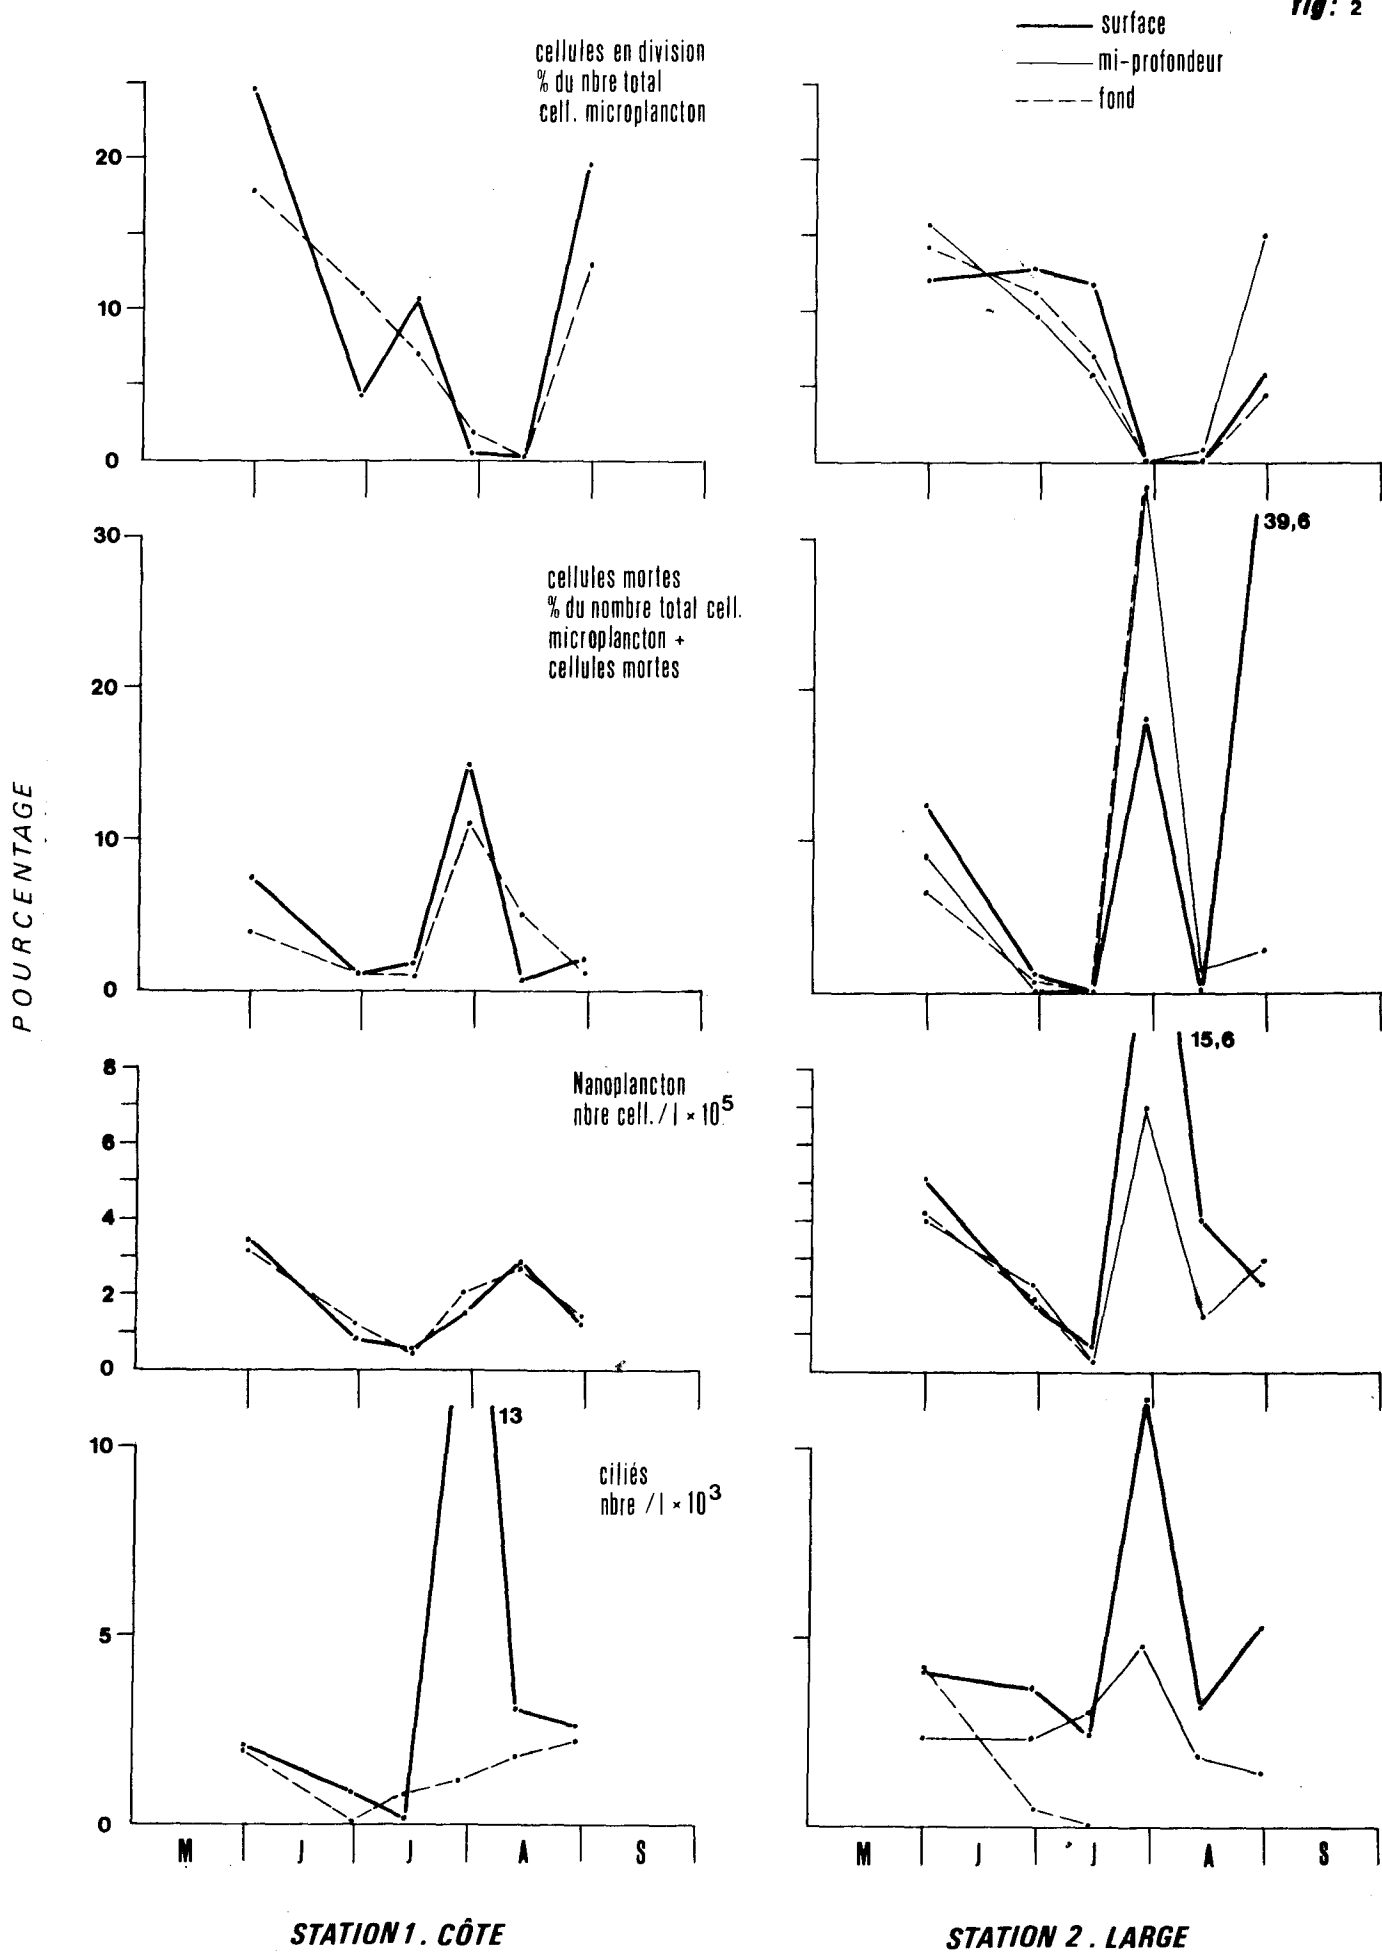 fig: 2
surface
mi-profondeur
fond
cellules en division
% du nbre total
cell. microplancton
20
10
0
cellules mortes
% du nombre total cell.
microplancton +
cellules mortes
30
20
10
0
39,6
POURCENTAGE
Nanoplancton
nbre cell. / l × 10⁵
8
6
4
2
0
15,6
ciliés
nbre / l × 10³
10
5
0
13
M J J A S
M J J A S
STATION 1 . CÔTE
STATION 2 . LARGE